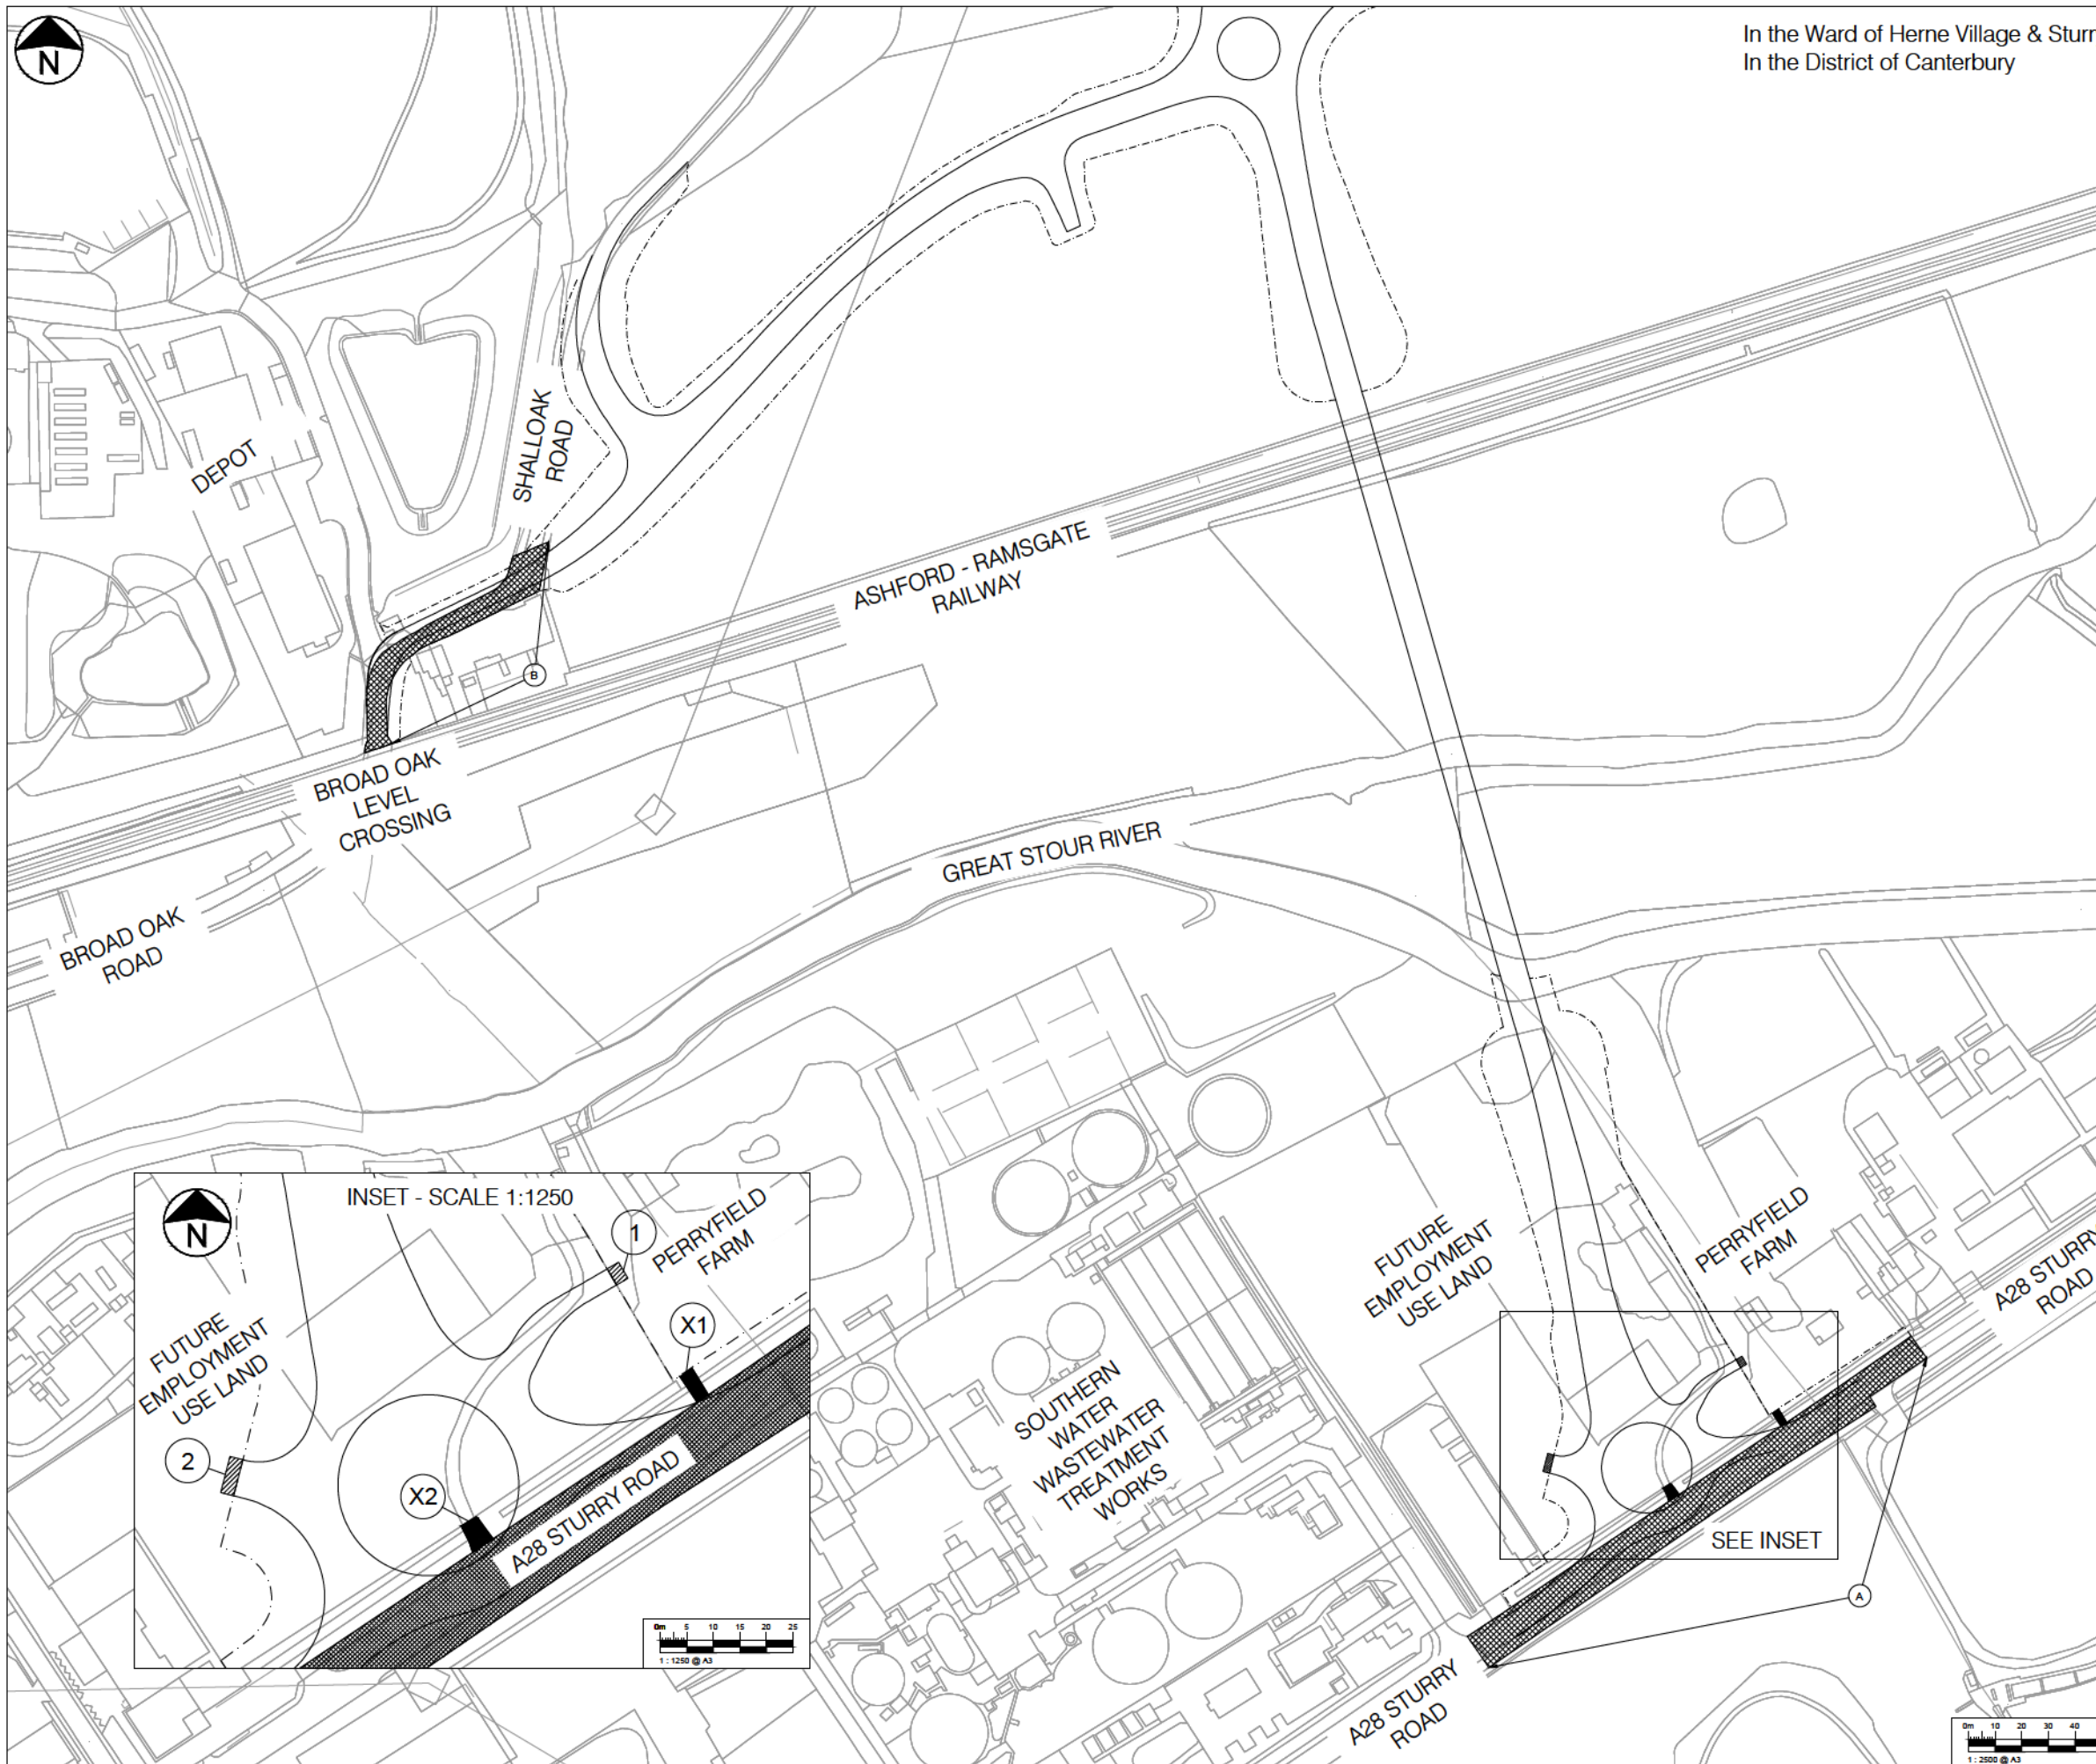 N
In the Ward of Herne Village & Sturr
In the District of Canterbury
DEPOT
SHALLOAK
ROAD
ASHFORD - RAMSGATE
RAILWAY
B
BROAD OAK
LEVEL
CROSSING
GREAT STOUR RIVER
BROAD OAK
ROAD
INSET - SCALE 1:1250
N
1
PERRYFIELD
FARM
X1
FUTURE
EMPLOYMENT
USE LAND
2
X2
A28 STURRY ROAD
0m 5 10 15 20 25
1 : 1250 @ A3
SOUTHERN
WATER
WASTEWATER
TREATMENT
WORKS
FUTURE
EMPLOYMENT
USE LAND
PERRYFIELD
FARM
A28 STURRY
ROAD
SEE INSET
A
A28 STURRY
ROAD
0m 10 20 30 40
1 : 2500 @ A3